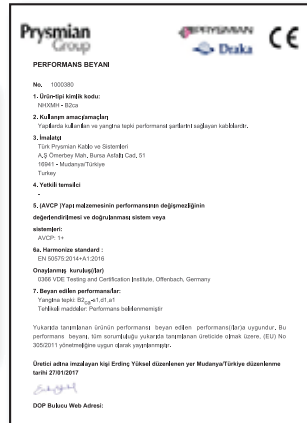 Prysmian
Group
PRYSMIAN
Draka
CE
PERFORMANS BEYANI
No. 1000380
1. Ürün-tipi kimlik kodu:
NHXMH - B2ca
2. Kullanım amaç/amaçları
Yapılarda kullanılan ve yangına tepki performansı şartlarını sağlayan kablolardır.
3. İmalatçı
Türk Prysmian Kablo ve Sistemleri
A.Ş Ömerbey Mah, Bursa Asfaltı Cad, 51
16941 - Mudanya/Türkiye
Turkey
4. Yetkili temsilci
-
5. (AVCP )Yapı malzemesinin performansının değişmezliğinin
değerlendirilmesi ve doğrulanması sistem veya
sistemleri:
AVCP: 1+
6a. Harmonize standard :
EN 50575:2014+A1:2016
Onaylanmış kuruluş(lar)
0366 VDE Testing and Certification Institute, Offenbach, Germany
7. Beyan edilen performans/lar:
Yangına tepki: B2ca-s1,d1,a1
Tehlikeli maddeler: Performans belirlenmemiştir
Yukarıda tanımlanan ürünün performansı beyan edilen performans(lar)a uygundur. Bu
performans beyanı, tüm sorumluluğu yukarıda tanımlanan üreticide olmak üzere, (EU) No
305/2011 yönetmeliğine uygun olarak yayınlanmıştır.
Üretici adına imzalayan kişi Erdinç Yüksel düzenlenen yer Mudanya/Türkiye düzenlenme
tarihi 27/01/2017
DOP Bulucu Web Adresi: